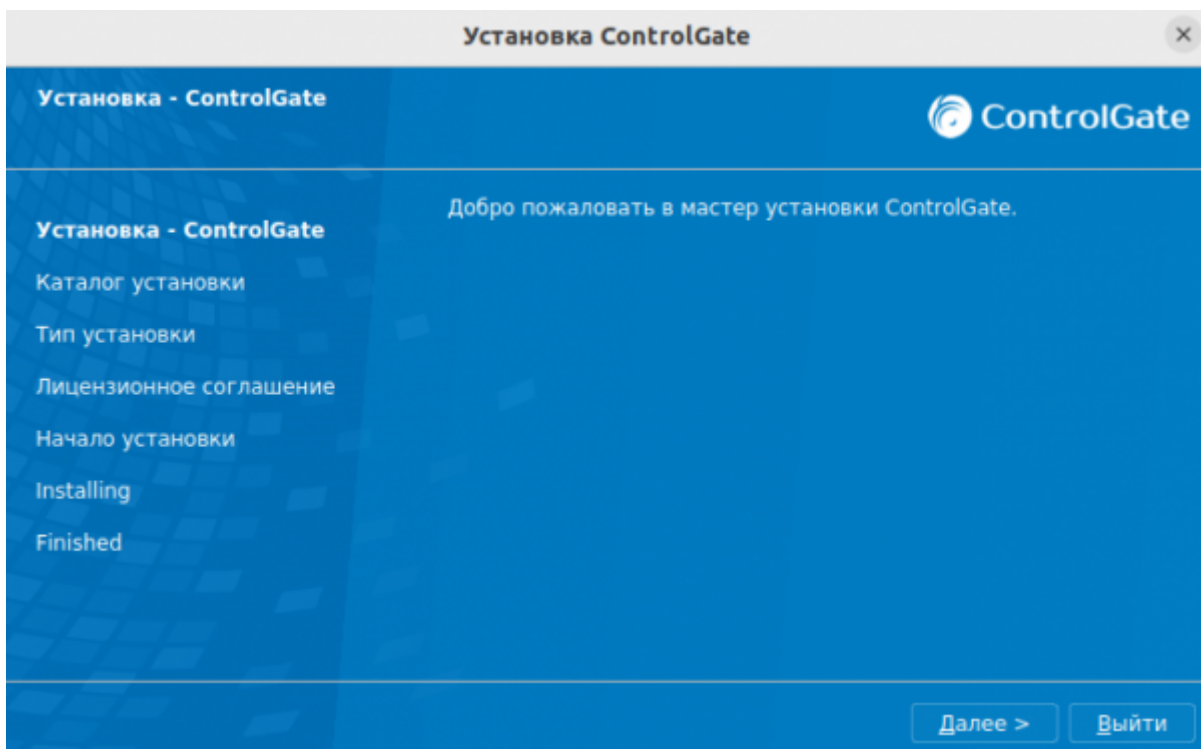 Установка ControlGate
Установка - ControlGate
ControlGate
Установка - ControlGate
Каталог установки
Тип установки
Лицензионное соглашение
Начало установки
Installing
Finished
Добро пожаловать в мастер установки ControlGate.
Далее >
Выйти